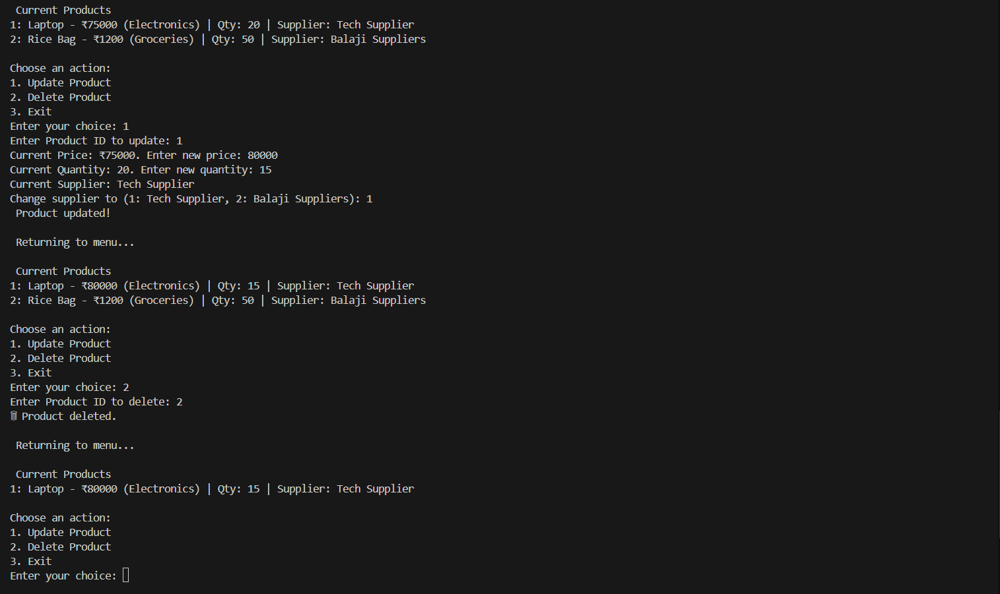 Current Products
1: Laptop - ₹75000 (Electronics) | Qty: 20 | Supplier: Tech Supplier
2: Rice Bag - ₹1200 (Groceries) | Qty: 50 | Supplier: Balaji Suppliers
Choose an action:
1. Update Product
2. Delete Product
3. Exit
Enter your choice: 1
Enter Product ID to update: 1
Current Price: ₹75000. Enter new price: 80000
Current Quantity: 20. Enter new quantity: 15
Current Supplier: Tech Supplier
Change supplier to (1: Tech Supplier, 2: Balaji Suppliers): 1
Product updated!
Returning to menu...
Current Products
1: Laptop - ₹80000 (Electronics) | Qty: 15 | Supplier: Tech Supplier
2: Rice Bag - ₹1200 (Groceries) | Qty: 50 | Supplier: Balaji Suppliers
Choose an action:
1. Update Product
2. Delete Product
3. Exit
Enter your choice: 2
Enter Product ID to delete: 2
🗑 Product deleted.
Returning to menu...
Current Products
1: Laptop - ₹80000 (Electronics) | Qty: 15 | Supplier: Tech Supplier
Choose an action:
1. Update Product
2. Delete Product
3. Exit
Enter your choice: